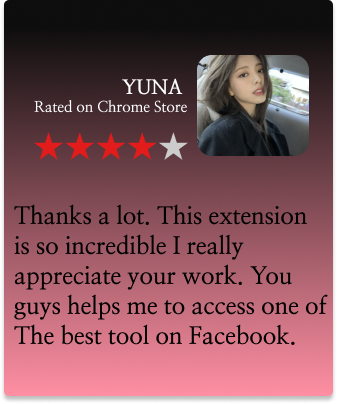 YUNA
Rated on Chrome Store
Thanks a lot. This extension
is so incredible I really
appreciate your work. You
guys helps me to access one of
The best tool on Facebook.